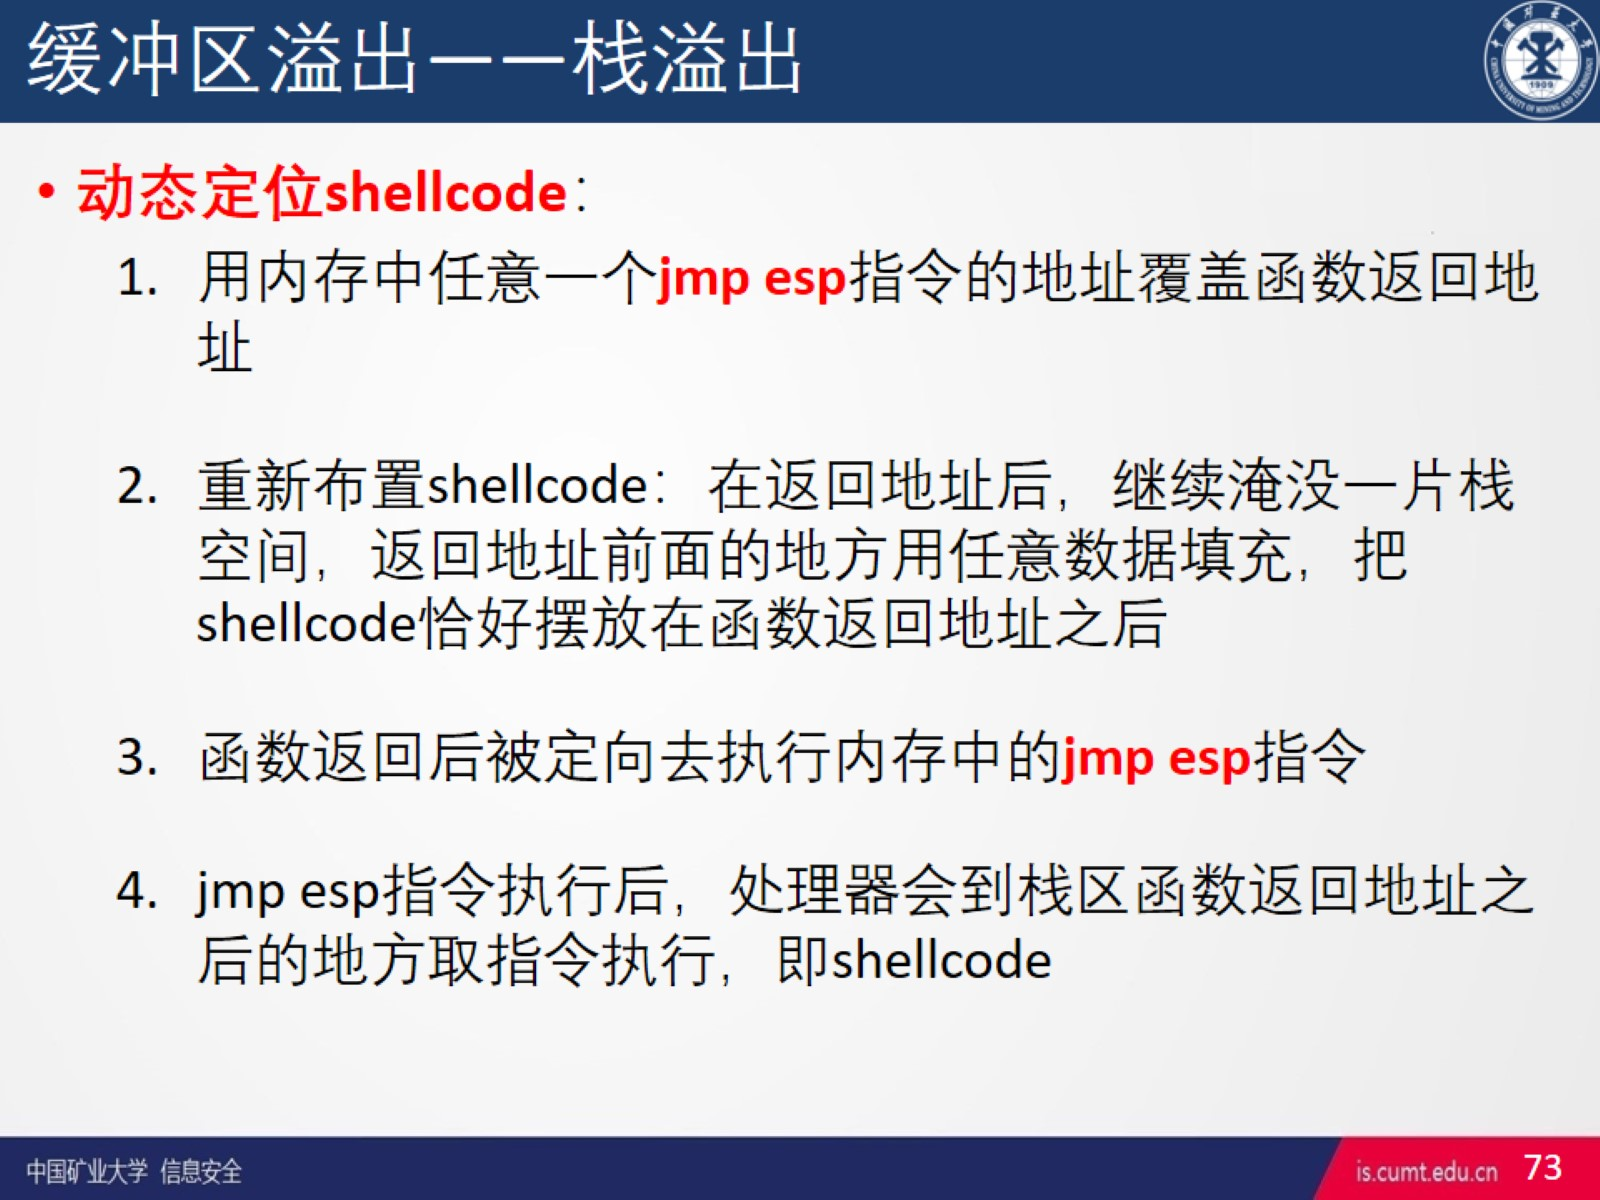 缓冲区溢出——栈溢出
• 动态定位shellcode：
1. 用内存中任意一个jmp esp指令的地址覆盖函数返回地
址
2. 重新布置shellcode：在返回地址后，继续淹没一片栈
空间，返回地址前面的地方用任意数据填充，把
shellcode恰好摆放在函数返回地址之后
3. 函数返回后被定向去执行内存中的jmp esp指令
4. jmp esp指令执行后，处理器会到栈区函数返回地址之
后的地方取指令执行，即shellcode
中国矿业大学 信息安全
is.cumt.edu.cn 73
CHINA UNIVERSITY OF MINING AND TECHNOLOGY
1909